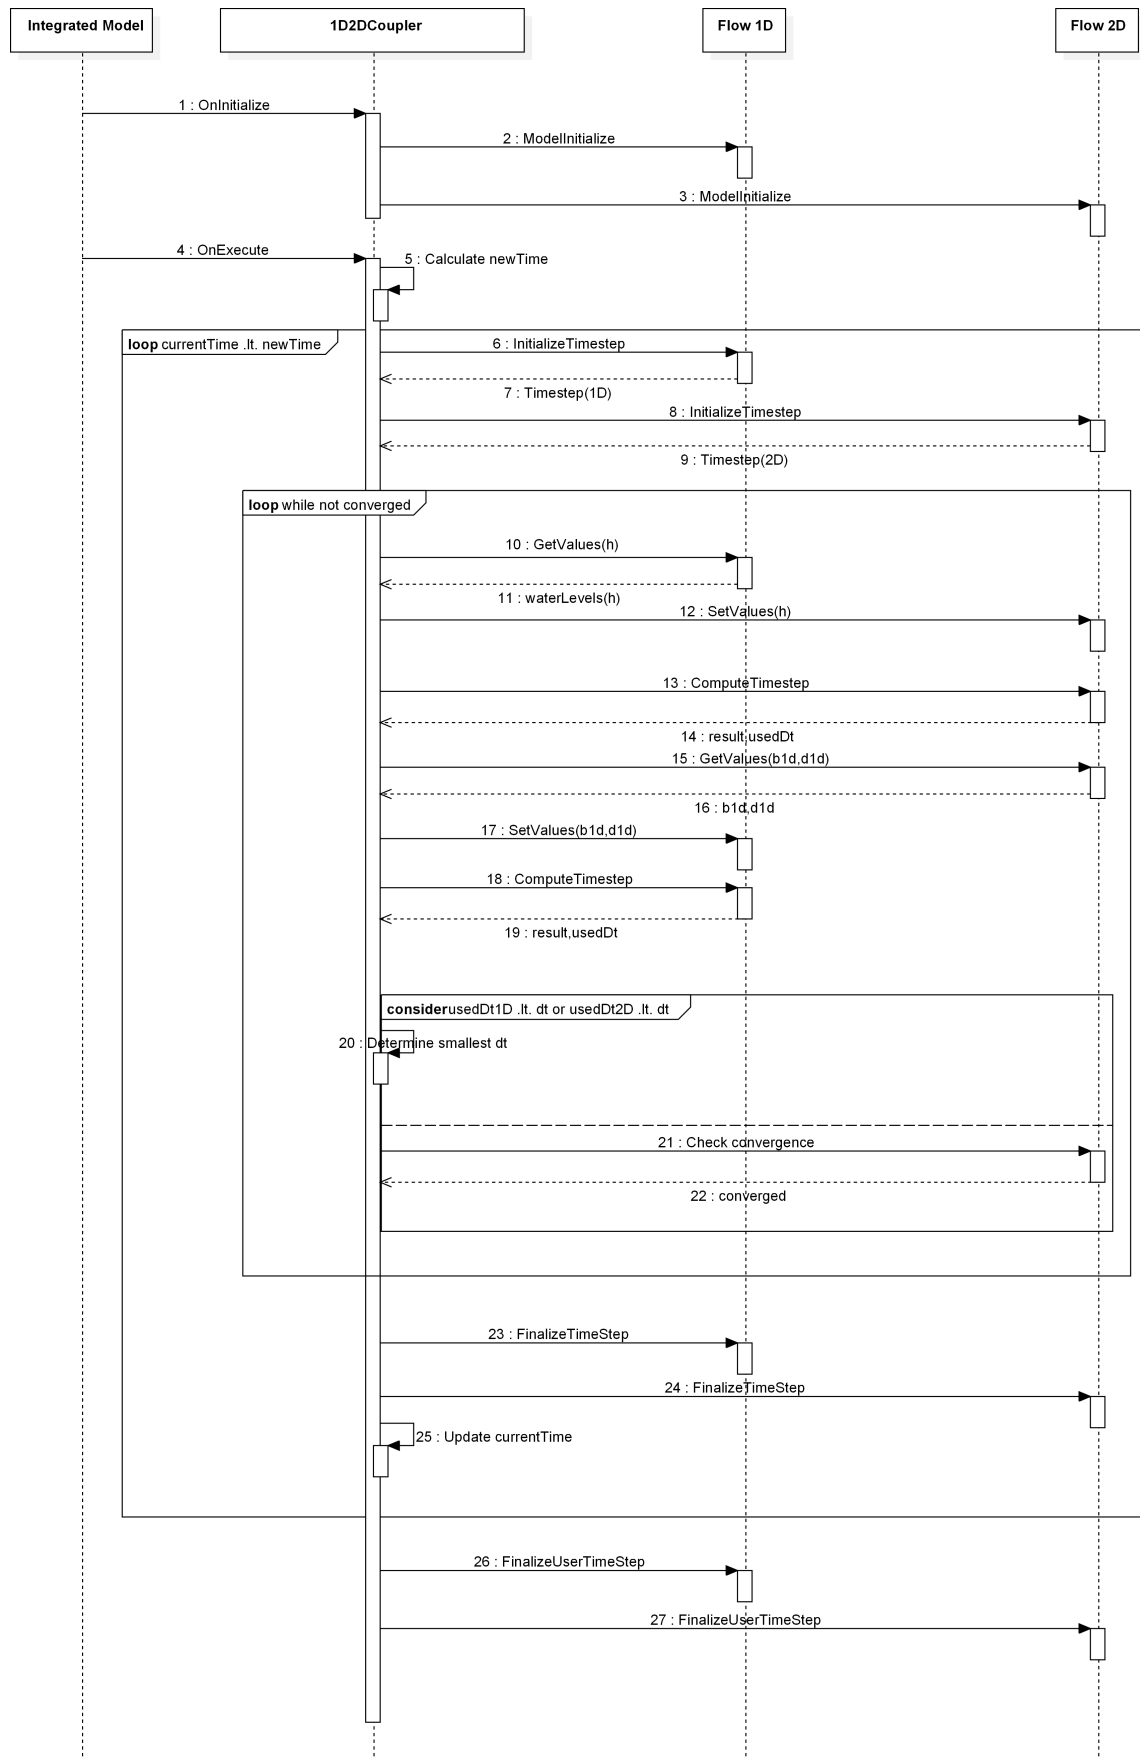 Integrated Model
1D2DCoupler
Flow 1D
Flow 2D
1 : OnInitialize
2 : ModelInitialize
3 : ModelInitialize
4 : OnExecute
5 : Calculate newTime
loop currentTime .lt. newTime
6 : InitializeTimestep
7 : Timestep(1D)
8 : InitializeTimestep
9 : Timestep(2D)
loop while not converged
10 : GetValues(h)
11 : waterLevels(h)
12 : SetValues(h)
13 : ComputeTimestep
14 : result,usedDt
15 : GetValues(b1d,d1d)
16 : b1d,d1d
17 : SetValues(b1d,d1d)
18 : ComputeTimestep
19 : result,usedDt
consider usedDt1D .lt. dt or usedDt2D .lt. dt
20 : Determine smallest dt
21 : Check convergence
22 : converged
23 : FinalizeTimeStep
24 : FinalizeTimeStep
25 : Update currentTime
26 : FinalizeUserTimeStep
27 : FinalizeUserTimeStep